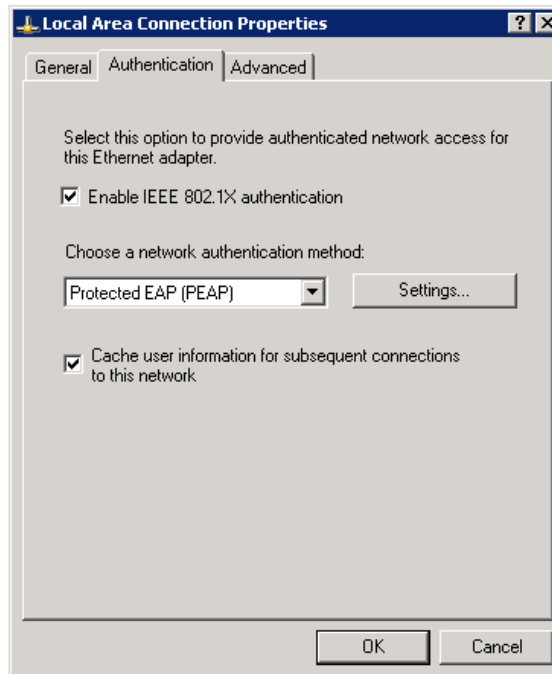 Local Area Connection Properties
General Authentication Advanced
Select this option to provide authenticated network access for
this Ethernet adapter.
Enable IEEE 802.1X authentication
Choose a network authentication method:
Protected EAP (PEAP) Settings...
Cache user information for subsequent connections
to this network
OK Cancel